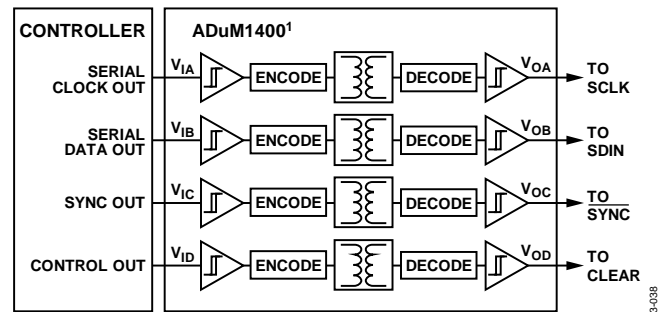 CONTROLLER
ADuM1400¹
SERIAL
CLOCK OUT
V_IA
ENCODE
DECODE
V_OA
TO
SCLK
SERIAL
DATA OUT
V_IB
ENCODE
DECODE
V_OB
TO
SDIN
SYNC OUT
V_IC
ENCODE
DECODE
V_OC
TO
SYNC
CONTROL OUT
V_ID
ENCODE
DECODE
V_OD
TO
CLEAR
3-038